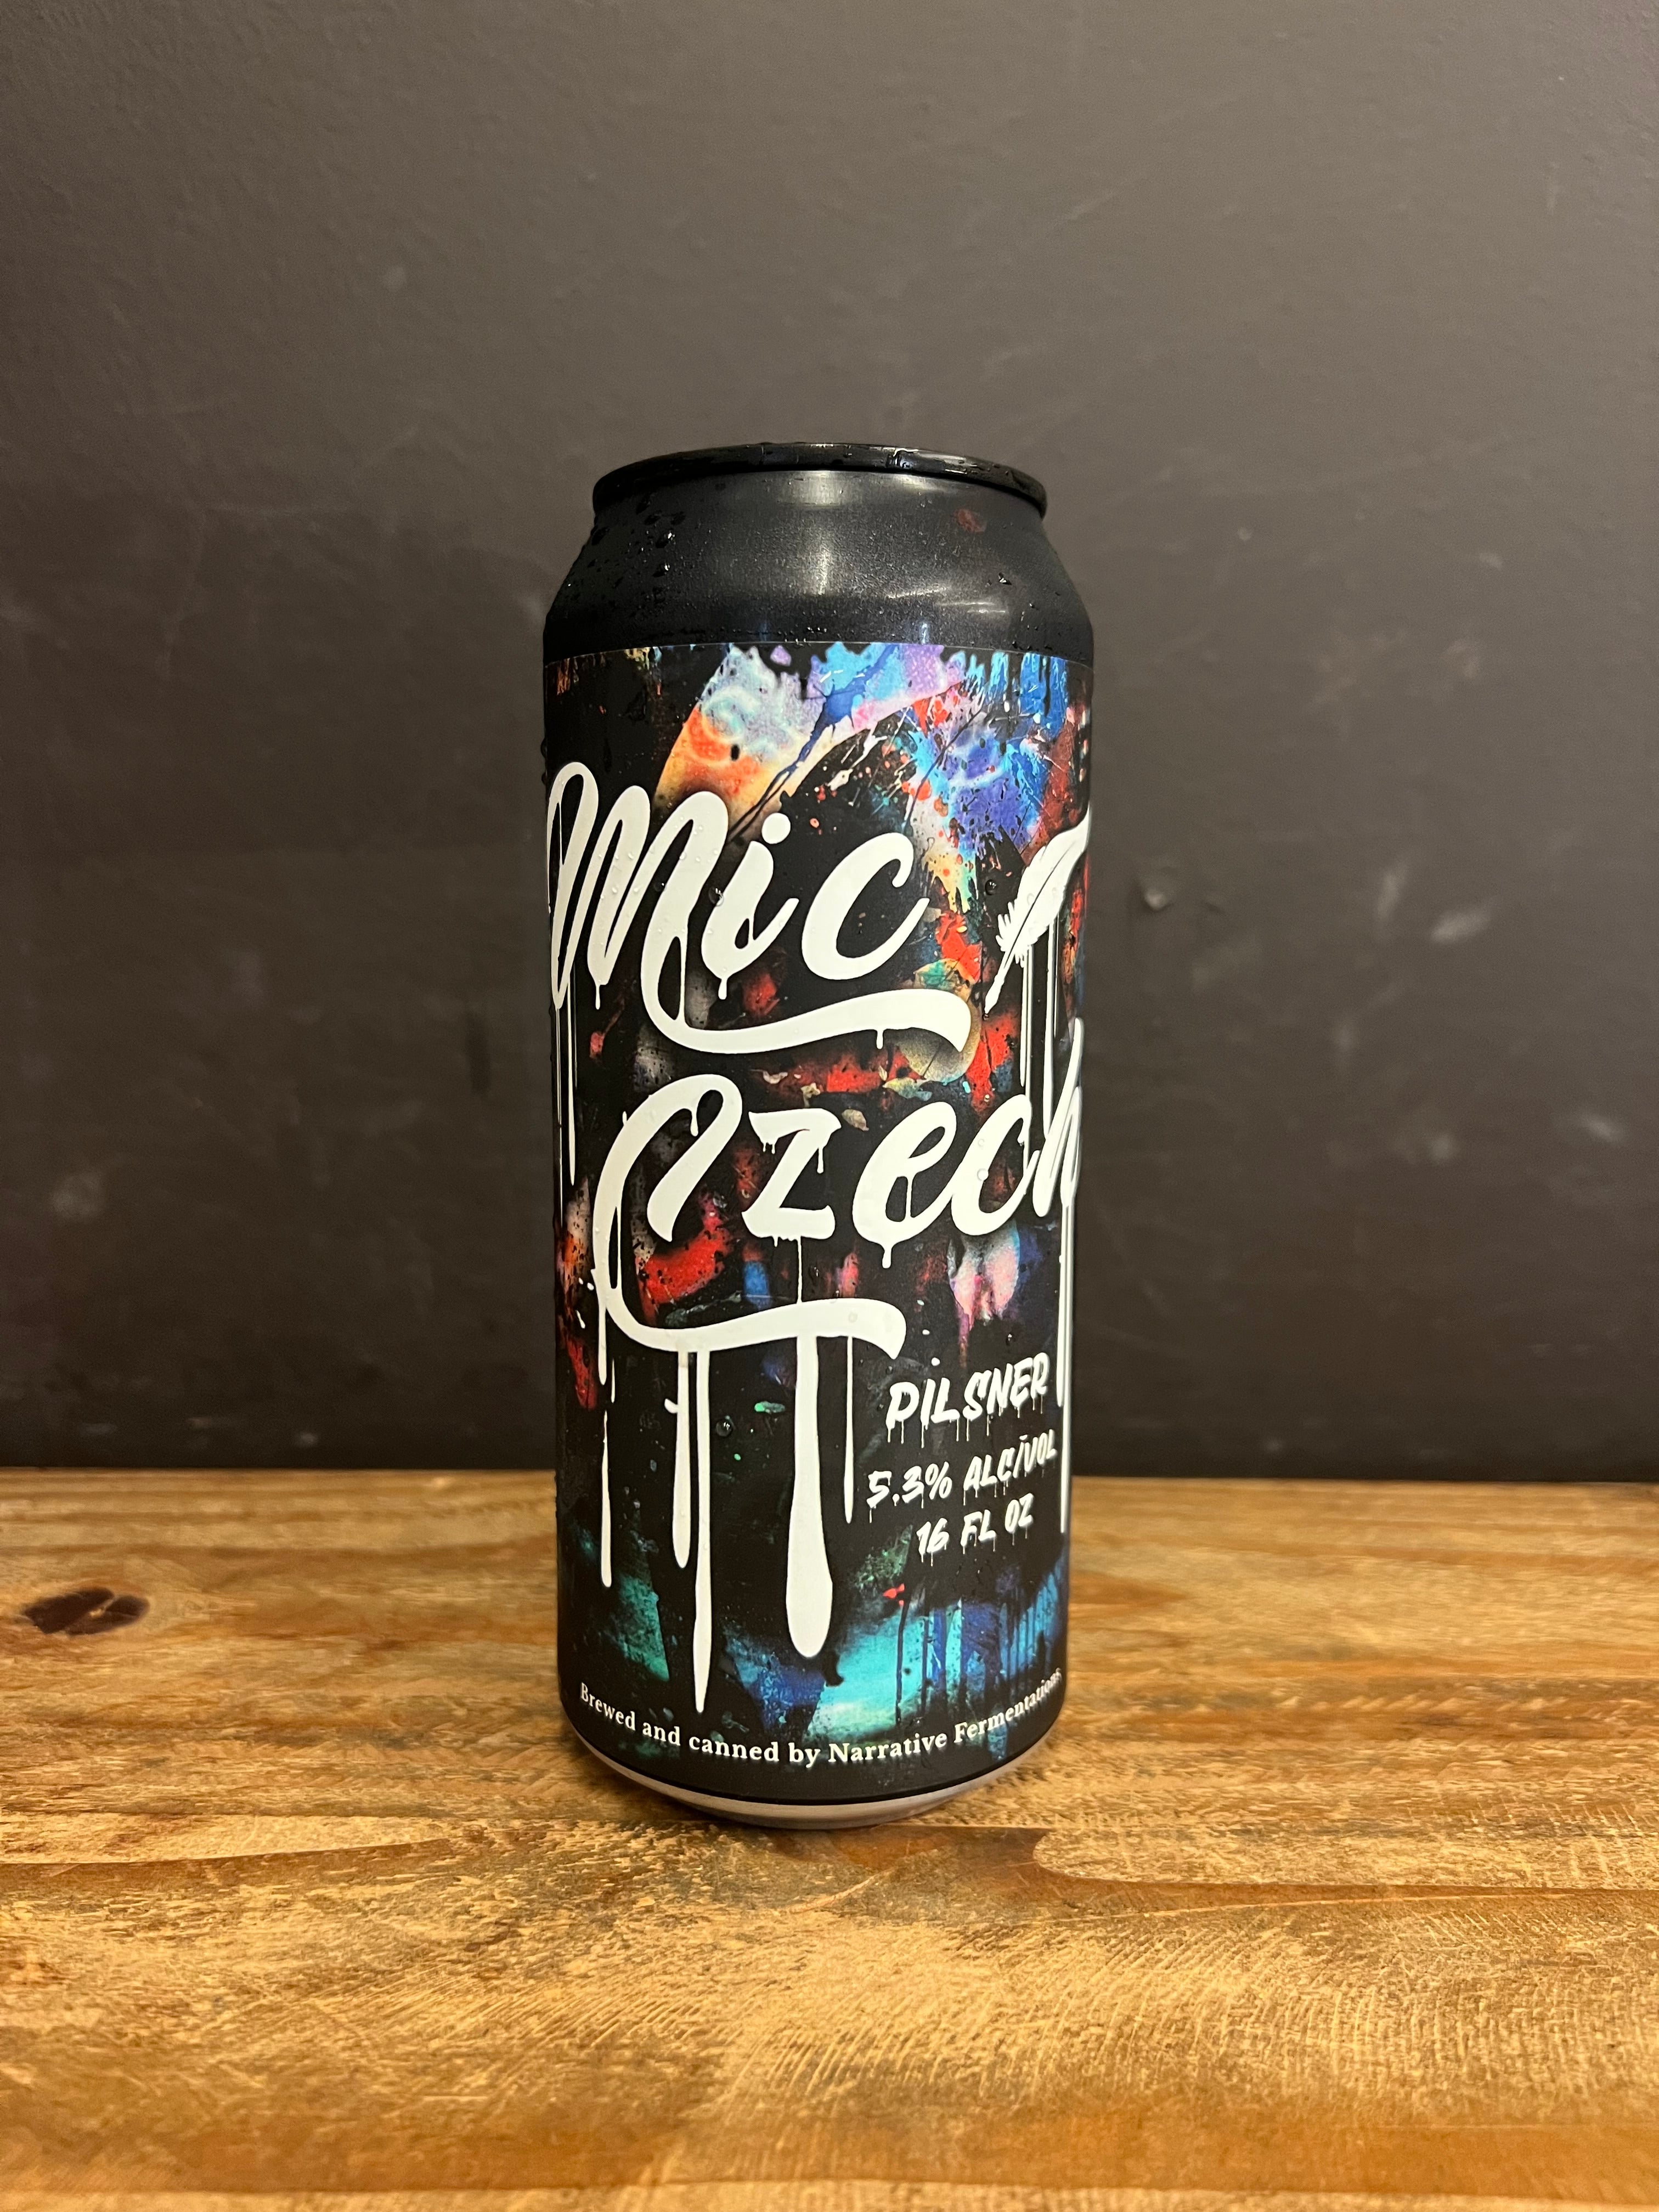 Mic
Czech
PILSNER
5.3% ALC/VOL
16 FL OZ
Brewed and canned by Narrative Fermentations